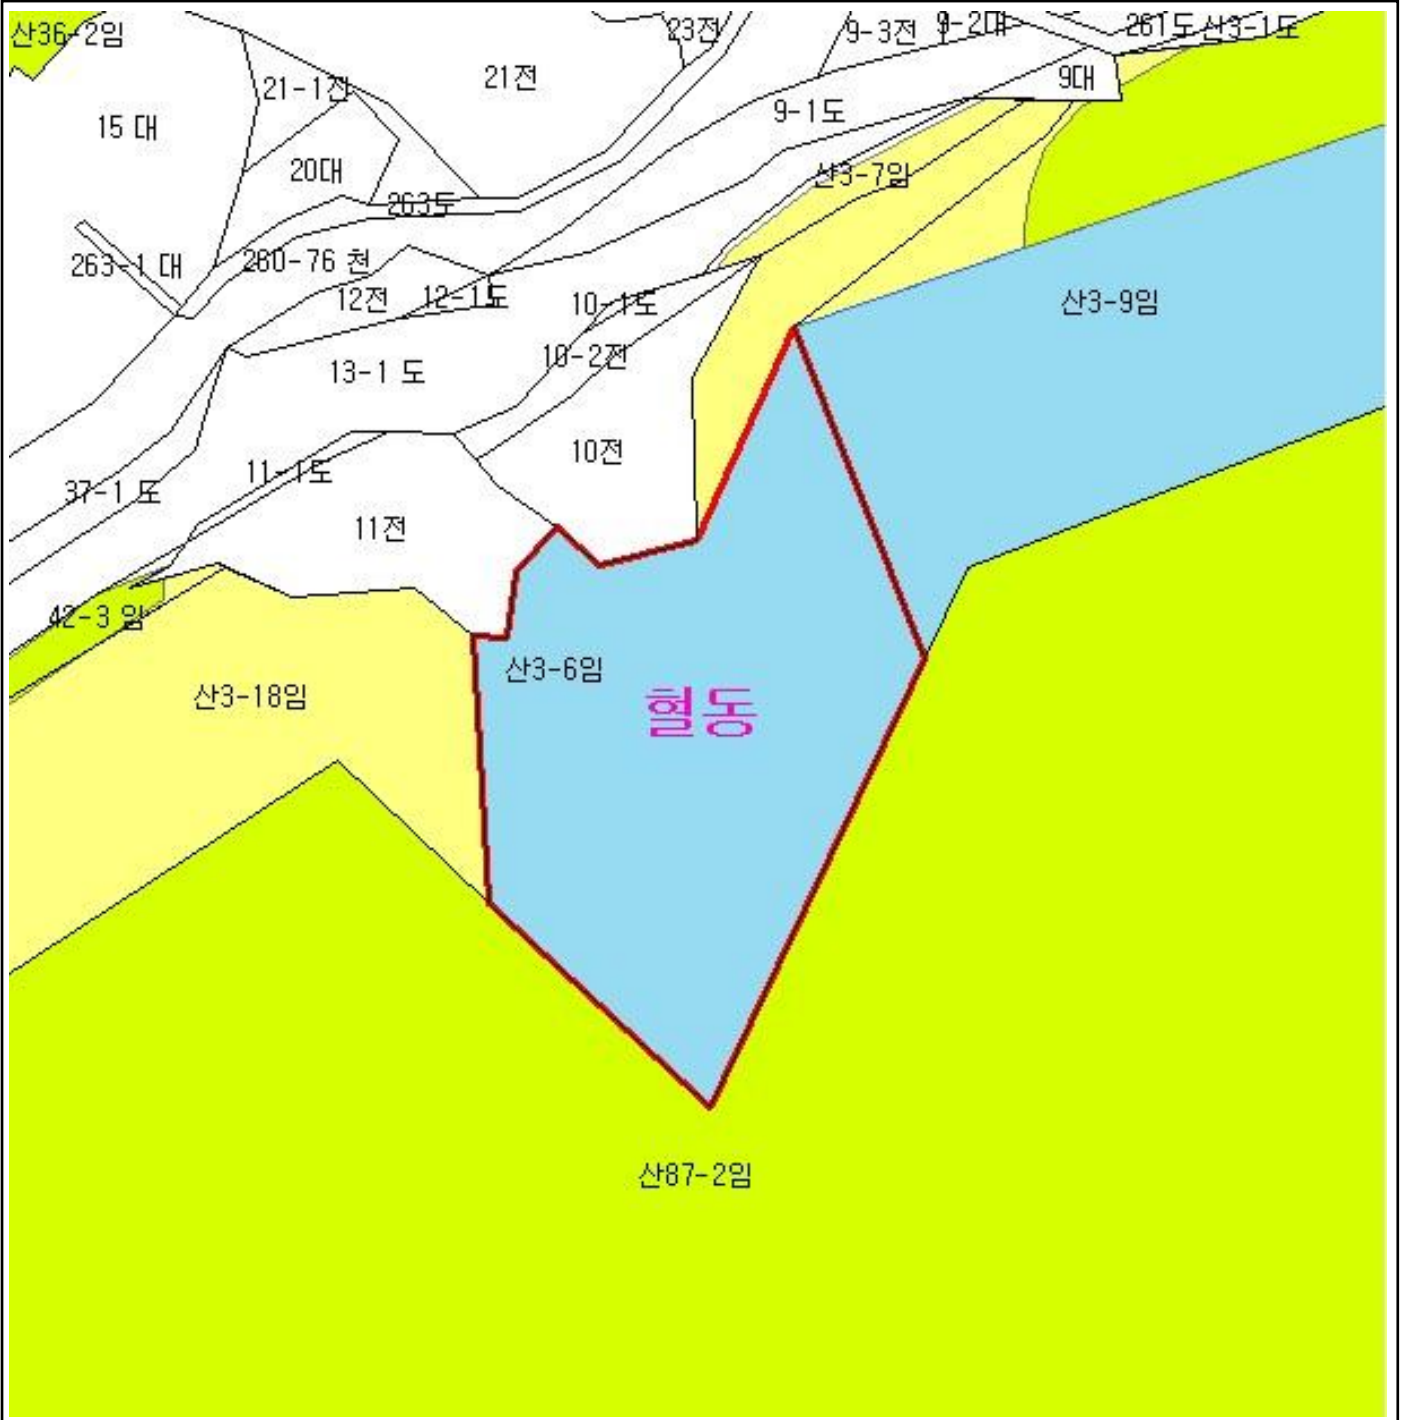 산36-2임
23전
9-3전
9-2대
261도
산3-1도
21-1전
21전
9대
15 대
9-1도
20대
산3-7임
263도
263-1 대
260-76 천
12전
12-1도
10-1도
산3-9임
10-2전
13-1 도
10전
11-1도
37-1 도
11전
42-3 임
산3-6임
산3-18임
혈동
산87-2임